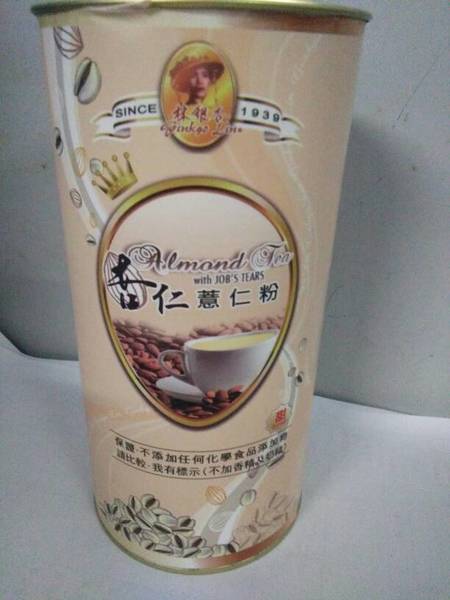 SINCE 1939
林銀杏
Ginkgo Lin
Almond Tea
with JOB'S TEARS
杏仁薏仁粉
甜
保證·不添加任何化學食品添加物
請比較·我有標示(不加香精及奶精)